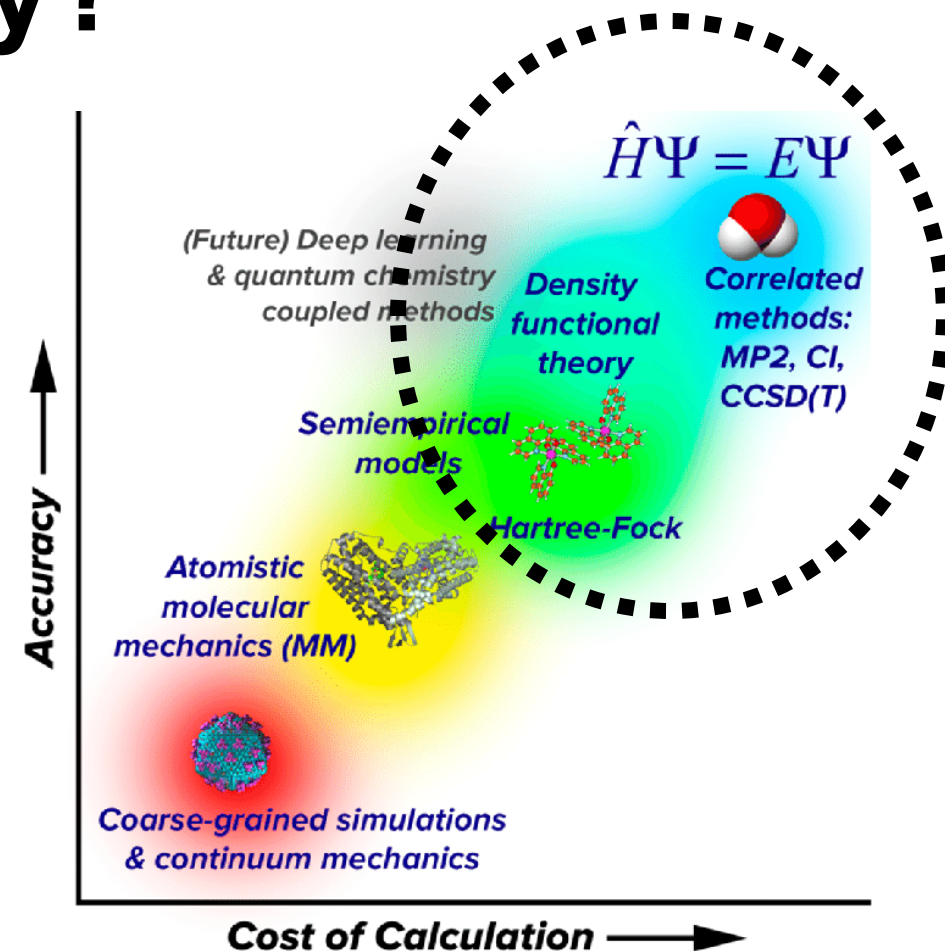 y?
ĤΨ = EΨ
(Future) Deep learning
& quantum chemistry
coupled methods
Density
functional
theory
Correlated
methods:
MP2, CI,
CCSD(T)
Semiempirical
models
Hartree-Fock
Atomistic
molecular
mechanics (MM)
Coarse-grained simulations
& continuum mechanics
Accuracy
Cost of Calculation